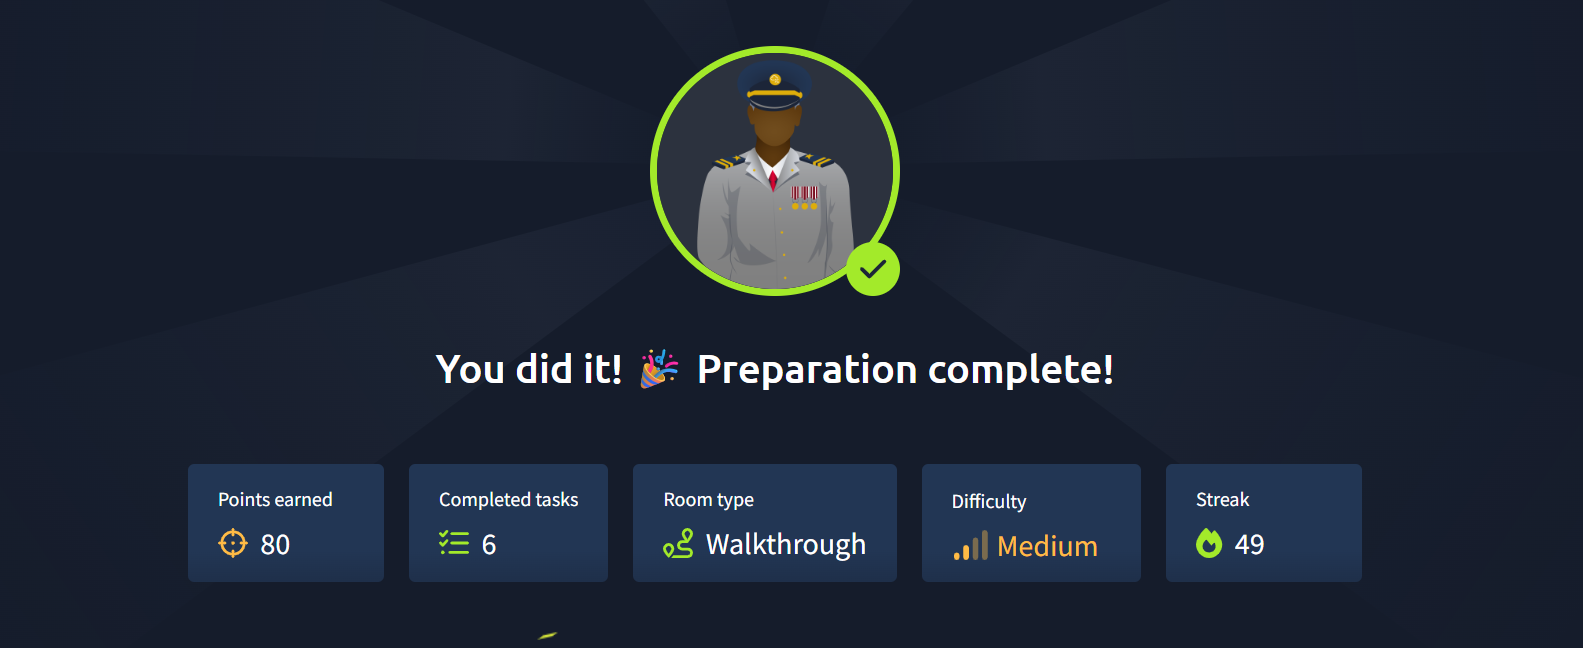 You did it! 🎉 Preparation complete!
Points earned
80
Completed tasks
6
Room type
Walkthrough
Difficulty
Medium
Streak
49